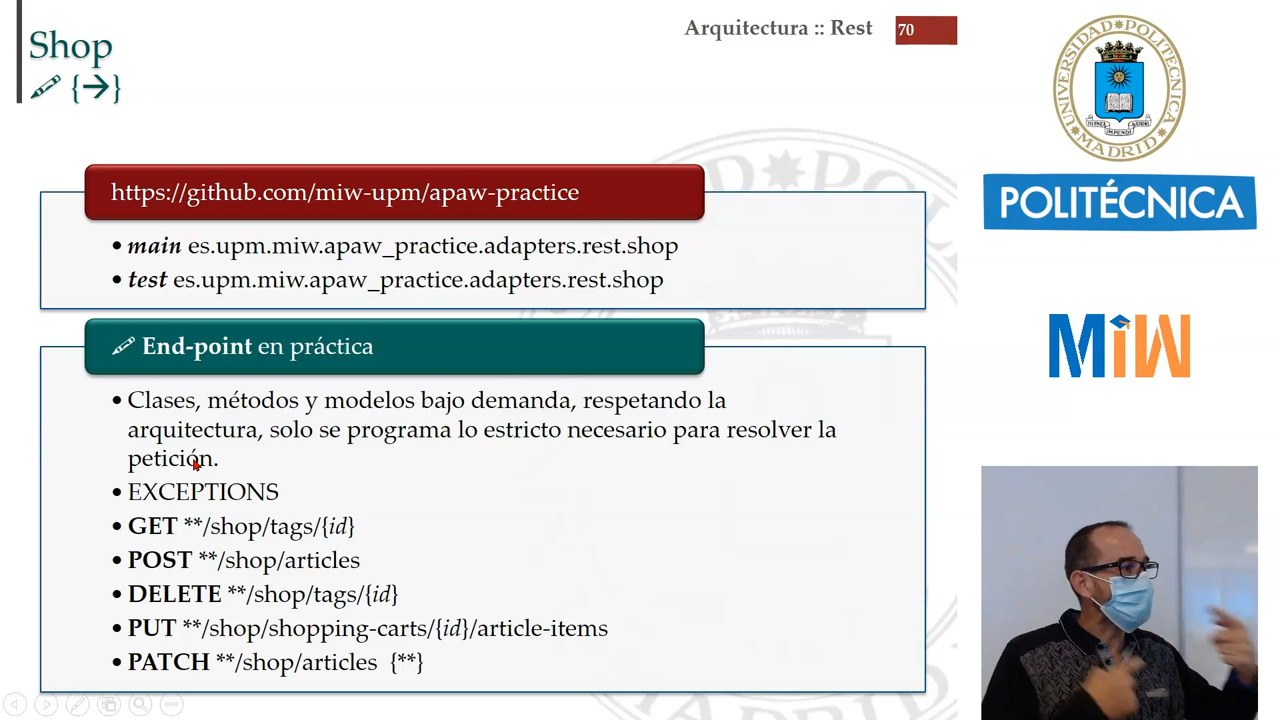 Shop
{→}
Arquitectura :: Rest 70
https://github.com/miw-upm/apaw-practice
• main es.upm.miw.apaw_practice.adapters.rest.shop
• test es.upm.miw.apaw_practice.adapters.rest.shop
End-point en práctica
• Clases, métodos y modelos bajo demanda, respetando la
arquitectura, solo se programa lo estricto necesario para resolver la
petición.
• EXCEPTIONS
• GET **/shop/tags/{id}
• POST **/shop/articles
• DELETE **/shop/tags/{id}
• PUT **/shop/shopping-carts/{id}/article-items
• PATCH **/shop/articles {**}
UNIVERSIDAD POLITECNICA
MADRID
POLITÉCNICA
MiW